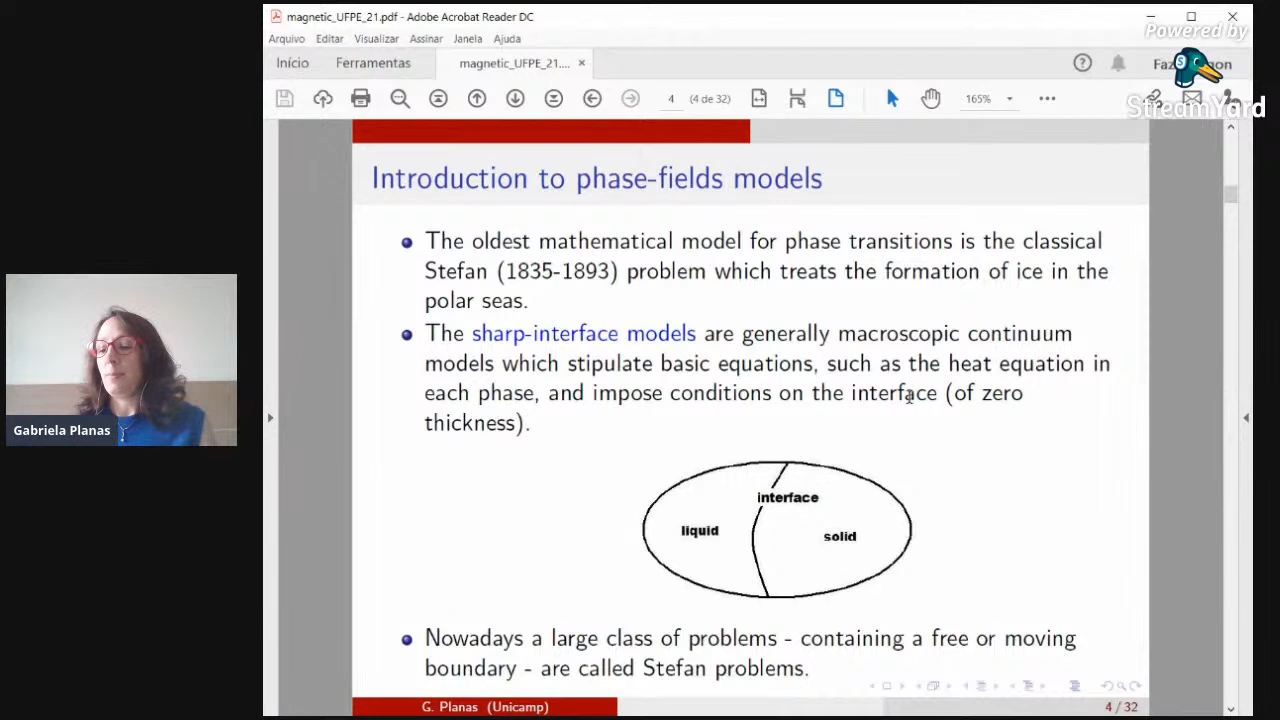 magnetic_UFPE_21.pdf - Adobe Acrobat Reader DC
Powered by
Arquivo Editar Visualizar Assinar Janela Ajuda
Início Ferramentas magnetic_UFPE_21.... ×
StreamYard
4 (4 de 32) 165%
Introduction to phase-fields models
The oldest mathematical model for phase transitions is the classical
Stefan (1835-1893) problem which treats the formation of ice in the
polar seas.
The sharp-interface models are generally macroscopic continuum
models which stipulate basic equations, such as the heat equation in
each phase, and impose conditions on the interface (of zero
thickness).
interface
liquid
solid
Nowadays a large class of problems - containing a free or moving
boundary - are called Stefan problems.
G. Planas (Unicamp) 4 / 32
Gabriela Planas